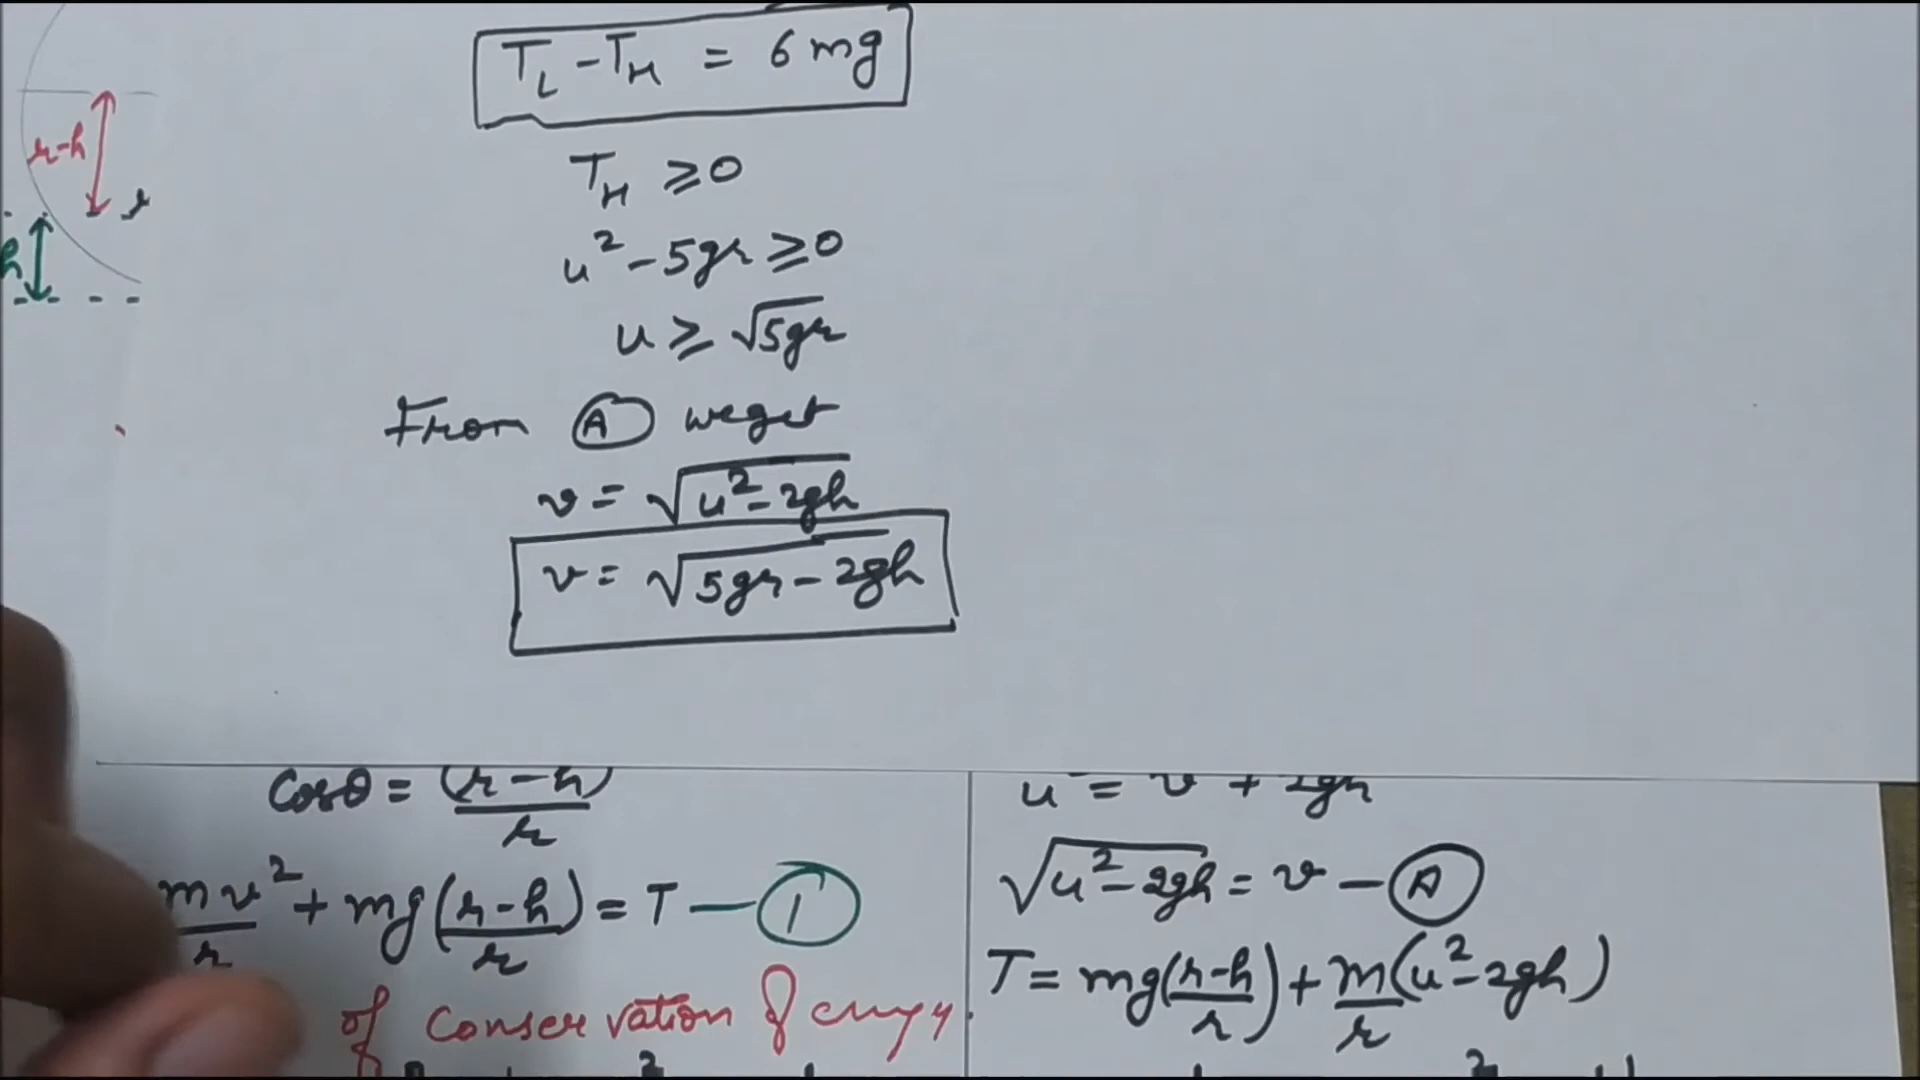 T_L - T_H = 6mg
r-h
T_H ⩾ 0
r
u² - 5gr ⩾ 0
h
u ⩾ √5gr
From Ⓐ we get
v = √u² - 2gh
v = √5gr - 2gh
Cosθ = (r-h)/r
mv²/r + mg(r-h)/r = T — ①
of conservation of energy
u = v + 2gh
√u² - 2gh = v — Ⓐ
T = mg(r-h)/r + m/r(u² - 2gh)